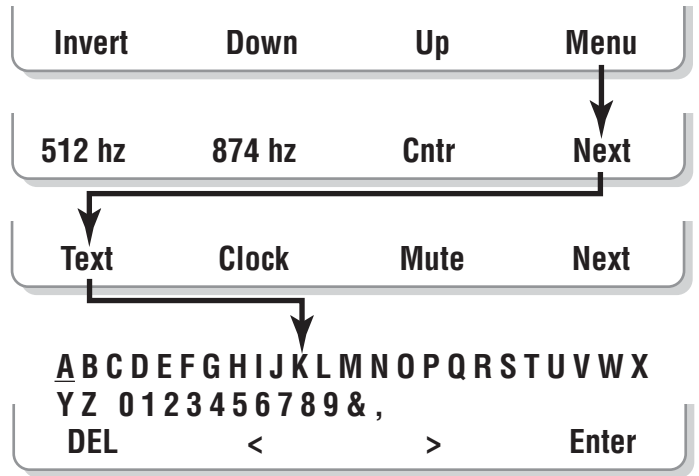 Invert Down Up Menu
512 hz 874 hz Cntr Next
Text Clock Mute Next
A B C D E F G H I J K L M N O P Q R S T U V W X
Y Z 0 1 2 3 4 5 6 7 8 9 & ,
DEL < > Enter